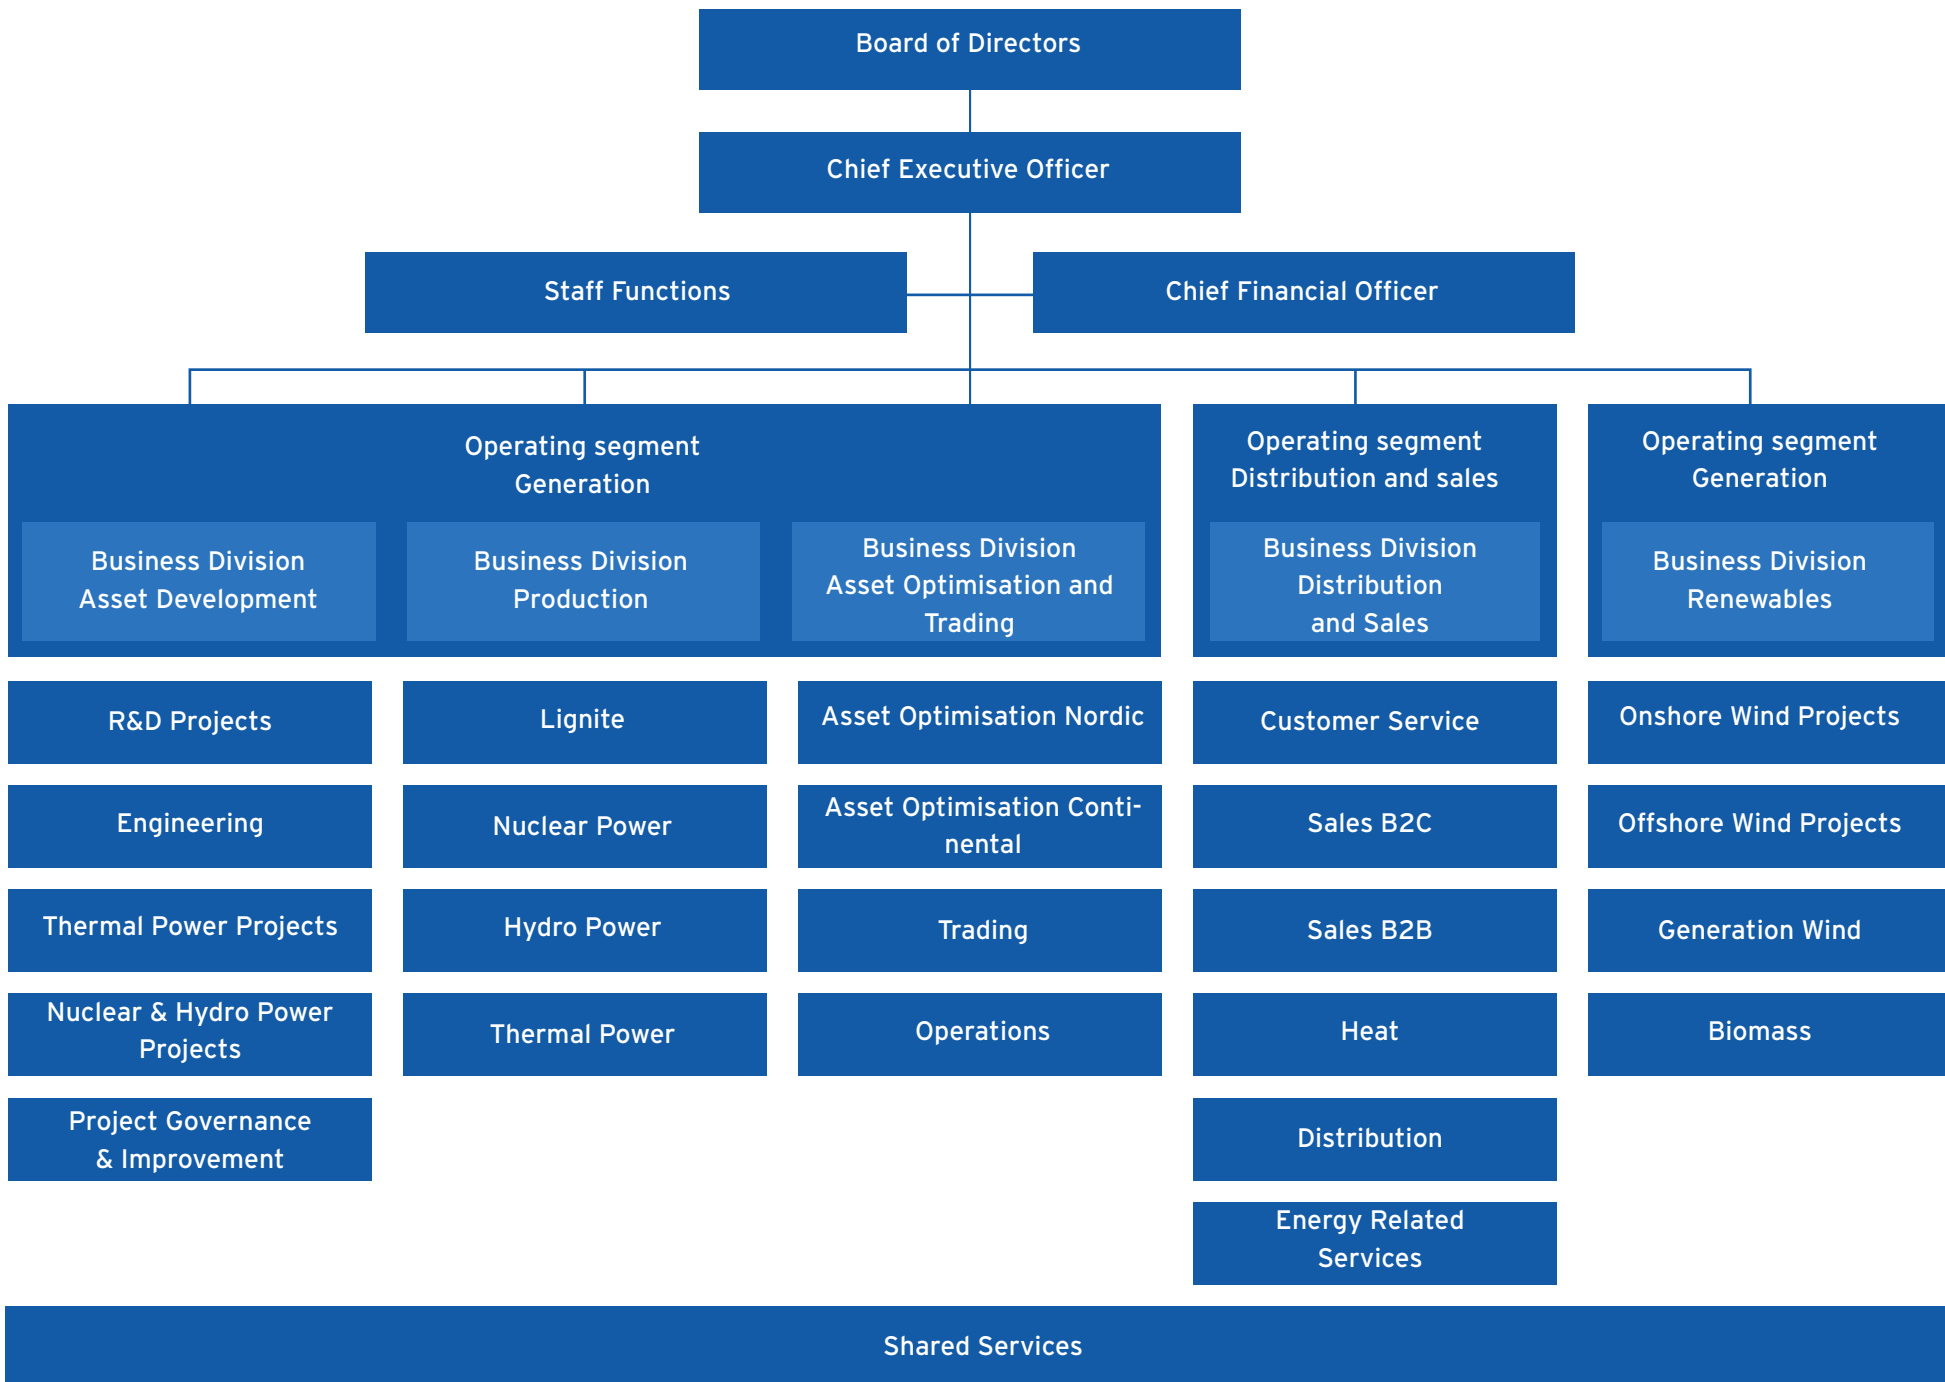 Board of Directors
Chief Executive Officer
Staff Functions
Chief Financial Officer
Operating segment
Generation
Business Division
Asset Development
Business Division
Production
Business Division
Asset Optimisation and
Trading
Operating segment
Distribution and sales
Business Division
Distribution
and Sales
Operating segment
Generation
Business Division
Renewables
R&D Projects
Engineering
Thermal Power Projects
Nuclear & Hydro Power
Projects
Project Governance
& Improvement
Lignite
Nuclear Power
Hydro Power
Thermal Power
Asset Optimisation Nordic
Asset Optimisation Conti-
nental
Trading
Operations
Customer Service
Sales B2C
Sales B2B
Heat
Distribution
Energy Related
Services
Onshore Wind Projects
Offshore Wind Projects
Generation Wind
Biomass
Shared Services